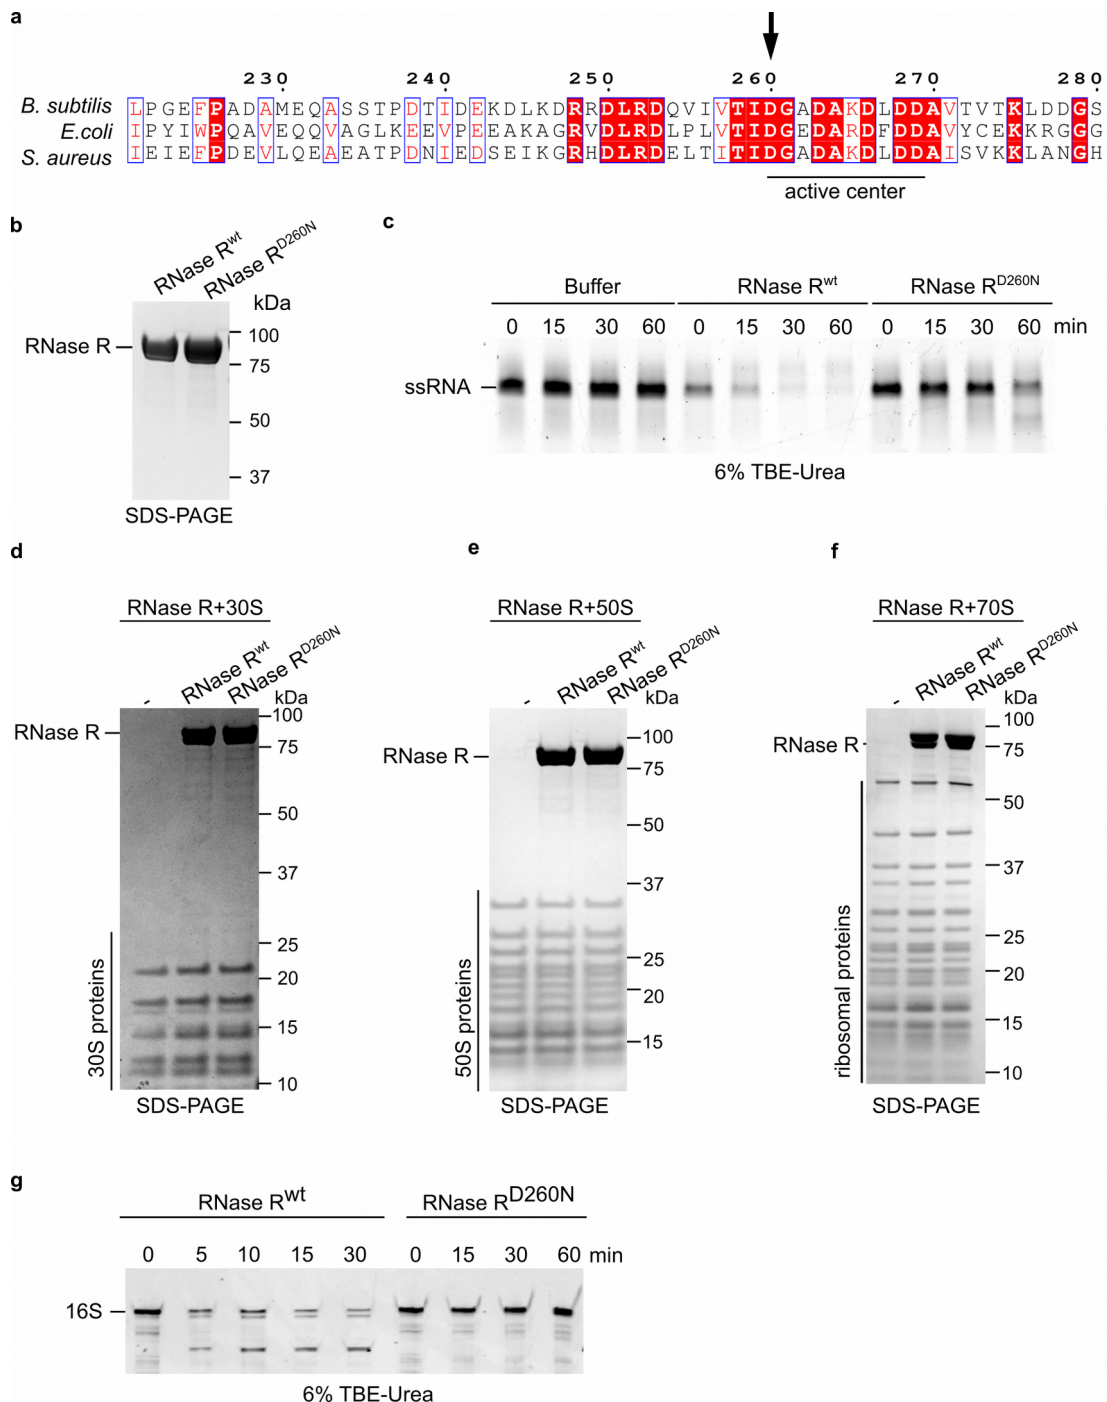 a
230 240 250 260 270 280
B. subtilis LPGEFPADAMEQASSTPDTIDEKDLKDRRDLRDQVIVTIDGADAKDLDDAVTVTKLDDGS
E.coli IPYIWPQAVEQQVAGLKEEVPEEAKAGRVDLRDLPLVTIDGEDARDFDDAVYCEKKRGGG
S. aureus IEIEFPDEVLQEAEATPDNIEDSEIKGRHDLRDELTITIDGADAKDLDDAISVKKLANGH
active center
b
RNase Rwt RNase RD260N
kDa
RNase R
100
75
50
37
SDS-PAGE
c
Buffer RNase Rwt RNase RD260N
0 15 30 60 0 15 30 60 0 15 30 60 min
ssRNA
6% TBE-Urea
d
RNase R+30S
- RNase Rwt RNase RD260N
kDa
RNase R
100
75
50
37
25
20
15
10
30S proteins
SDS-PAGE
e
RNase R+50S
- RNase Rwt RNase RD260N
kDa
RNase R
100
75
50
37
25
20
15
50S proteins
SDS-PAGE
f
RNase R+70S
- RNase Rwt RNase RD260N
kDa
RNase R
100
75
50
37
25
20
15
10
ribosomal proteins
SDS-PAGE
g
RNase Rwt RNase RD260N
0 5 10 15 30 0 15 30 60 min
16S
6% TBE-Urea